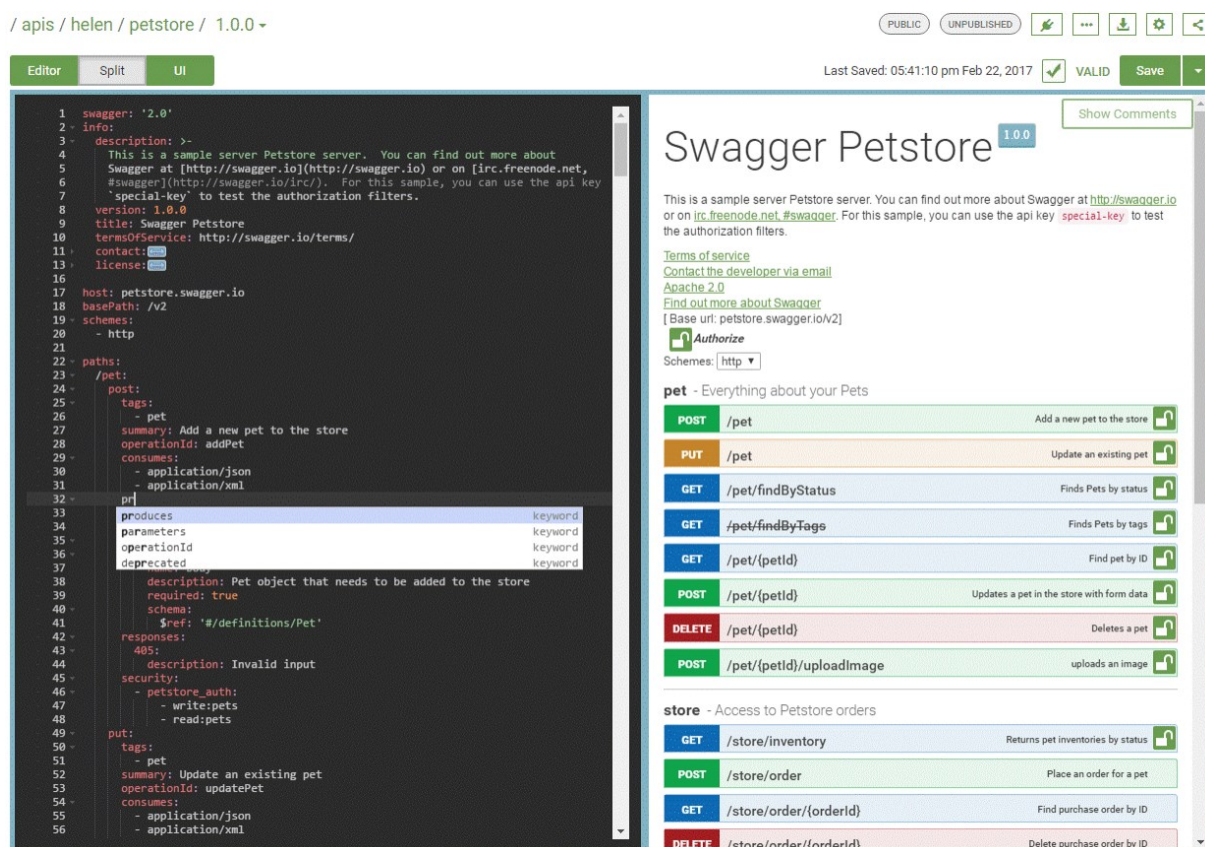 / apis / helen / petstore / 1.0.0
PUBLIC
UNPUBLISHED
Editor
Split
UI
Last Saved: 05:41:10 pm Feb 22, 2017
VALID
Save
1 swagger: '2.0'
2 info:
3 description: >-
4 This is a sample server Petstore server. You can find out more about
5 Swagger at [http://swagger.io](http://swagger.io) or on [irc.freenode.net,
6 #swagger](http://swagger.io/irc/). For this sample, you can use the api key
7 `special-key` to test the authorization filters.
8 version: 1.0.0
9 title: Swagger Petstore
10 termsOfService: http://swagger.io/terms/
11 contact:
13 license:
16
17 host: petstore.swagger.io
18 basePath: /v2
19 schemes:
20 - http
21
22 paths:
23 /pet:
24 post:
25 tags:
26 - pet
27 summary: Add a new pet to the store
28 operationId: addPet
29 consumes:
30 - application/json
31 - application/xml
32 pr
33 produces keyword
34 parameters keyword
35 operationId keyword
36 deprecated keyword
37
38 description: Pet object that needs to be added to the store
39 required: true
40 schema:
41 $ref: '#/definitions/Pet'
42 responses:
43 405:
44 description: Invalid input
45 security:
46 - petstore_auth:
47 - write:pets
48 - read:pets
49 put:
50 tags:
51 - pet
52 summary: Update an existing pet
53 operationId: updatePet
54 consumes:
55 - application/json
56 - application/xml
Show Comments
Swagger Petstore 1.0.0
This is a sample server Petstore server. You can find out more about Swagger at http://swagger.io
or on irc.freenode.net, #swagger. For this sample, you can use the api key special-key to test
the authorization filters.
Terms of service
Contact the developer via email
Apache 2.0
Find out more about Swagger
[ Base url: petstore.swagger.io/v2]
Authorize
Schemes: http
pet - Everything about your Pets
POST /pet Add a new pet to the store
PUT /pet Update an existing pet
GET /pet/findByStatus Finds Pets by status
GET /pet/findByTags Finds Pets by tags
GET /pet/{petId} Find pet by ID
POST /pet/{petId} Updates a pet in the store with form data
DELETE /pet/{petId} Deletes a pet
POST /pet/{petId}/uploadImage uploads an image
store - Access to Petstore orders
GET /store/inventory Returns pet inventories by status
POST /store/order Place an order for a pet
GET /store/order/{orderId} Find purchase order by ID
DELETE /store/order/{orderId} Delete purchase order by ID